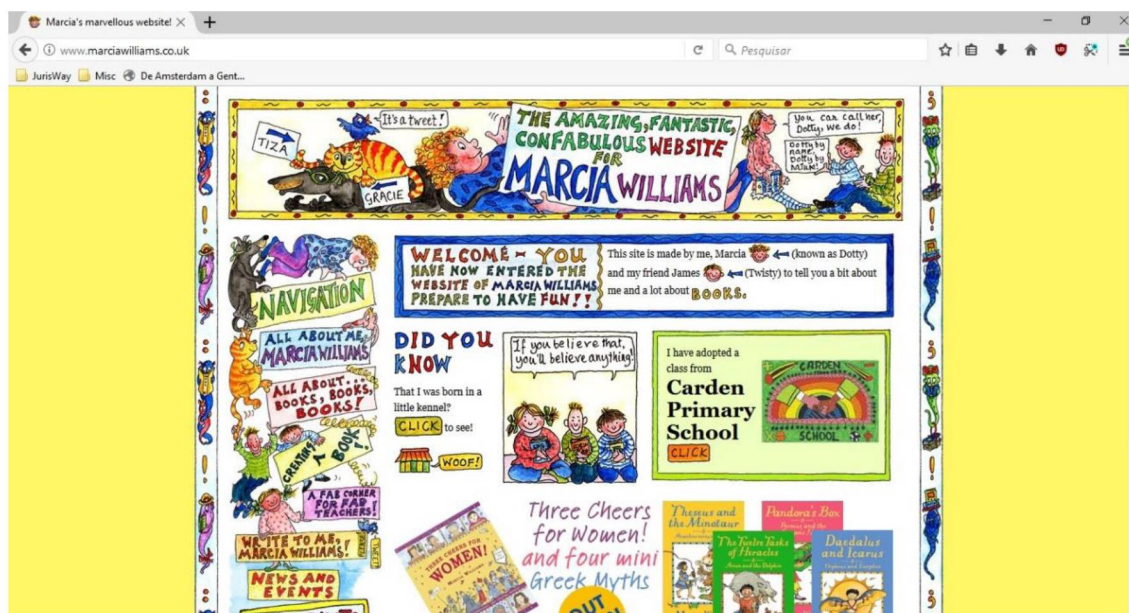 Marcia's marvellous website!
www.marciawilliams.co.uk
Pesquisar
JurisWay
Misc
De Amsterdam a Gent...
It's a tweet!
TIZA
GRACIE
THE AMAZING, FANTASTIC,
CONFABULOUS WEBSITE
FOR
MARCIA WILLIAMS
You can call her,
Dotty, we do!
Dotty by
name,
Dotty by
NAVIGATION
ALL ABOUT ME,
MARCIA WILLIAMS
ALL ABOUT...
BOOKS, BOOKS,
BOOKS!
CREATING
A
BOOK!
A FAB CORNER
FOR FAB
TEACHERS!
WRITE TO ME,
MARCIA WILLIAMS!
NEWS AND
EVENTS
WELCOME - YOU
HAVE NOW ENTERED THE
WEBSITE OF MARCIA WILLIAMS
PREPARE TO HAVE FUN!!
This site is made by me, Marcia (known as Dotty)
and my friend James (Twisty) to tell you a bit about
me and a lot about BOOKS.
DID YOU
KNOW
That I was born in a
little kennel?
CLICK to see!
WOOF!
If you believe that,
you'll believe anything!
I have adopted a
class from
Carden
Primary
School
CLICK
CARDEN
SCHOOL
THREE CHEERS FOR
WOMEN!
Three Cheers
for Women!
and four mini
Greek Myths
OUT
Theseus and
the Minotaur
Pandora's Box
The Twelve Tasks
of Heracles
Daedalus
and Icarus